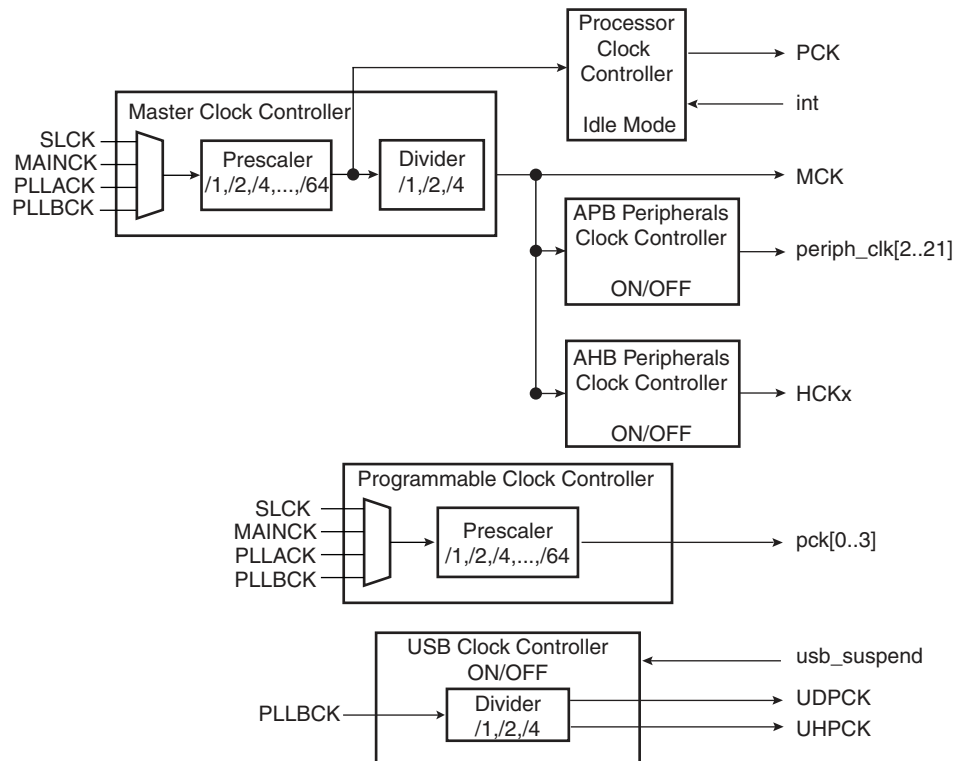 Processor
Clock
Controller
Idle Mode
PCK
int
Master Clock Controller
SLCK
MAINCK
PLLACK
PLLBCK
Prescaler
/1,/2,/4,...,/64
Divider
/1,/2,/4
MCK
APB Peripherals
Clock Controller
ON/OFF
periph_clk[2..21]
AHB Peripherals
Clock Controller
ON/OFF
HCKx
Programmable Clock Controller
SLCK
MAINCK
PLLACK
PLLBCK
Prescaler
/1,/2,/4,...,/64
pck[0..3]
USB Clock Controller
ON/OFF
usb_suspend
PLLBCK
Divider
/1,/2,/4
UDPCK
UHPCK